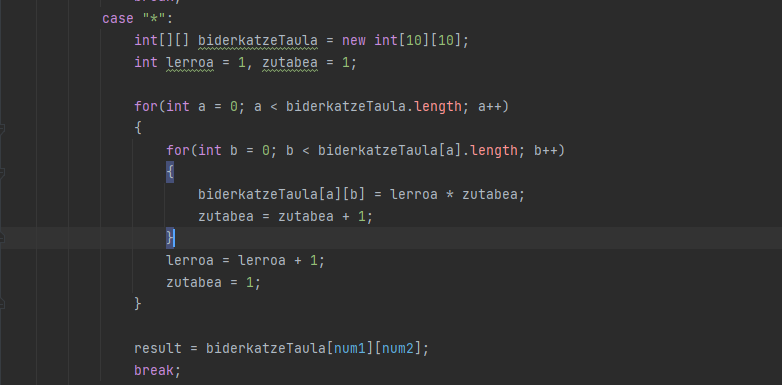 break;
case "*":
int[][] biderkatzeTaula = new int[10][10];
int lerroa = 1, zutabea = 1;
for(int a = 0; a < biderkatzeTaula.length; a++)
{
for(int b = 0; b < biderkatzeTaula[a].length; b++)
{
biderkatzeTaula[a][b] = lerroa * zutabea;
zutabea = zutabea + 1;
}
lerroa = lerroa + 1;
zutabea = 1;
}
result = biderkatzeTaula[num1][num2];
break;